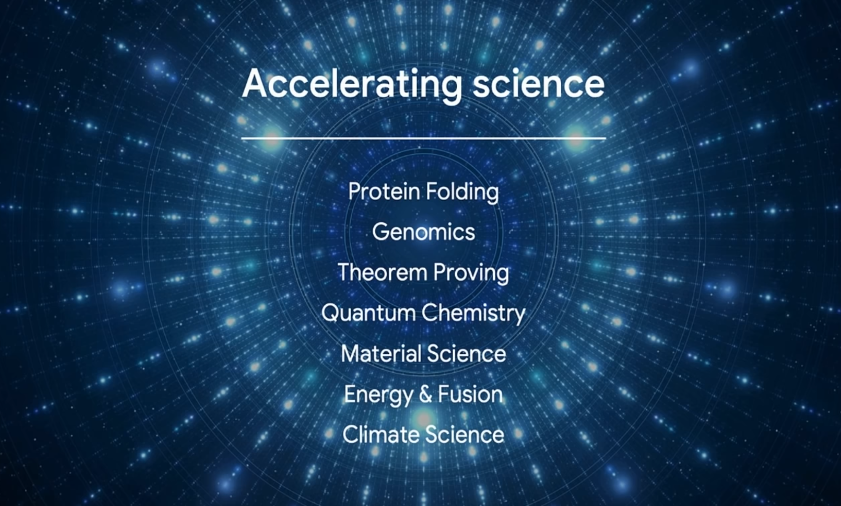 Accelerating science
Protein Folding
Genomics
Theorem Proving
Quantum Chemistry
Material Science
Energy & Fusion
Climate Science